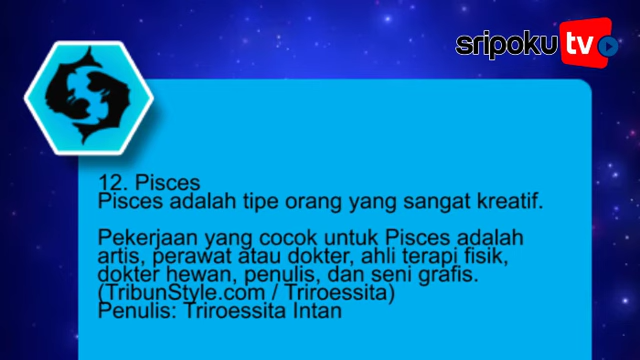 sripoku tv
12. Pisces
Pisces adalah tipe orang yang sangat kreatif.
Pekerjaan yang cocok untuk Pisces adalah
artis, perawat atau dokter, ahli terapi fisik,
dokter hewan, penulis, dan seni grafis.
(TribunStyle.com / Triroessita)
Penulis: Triroessita Intan